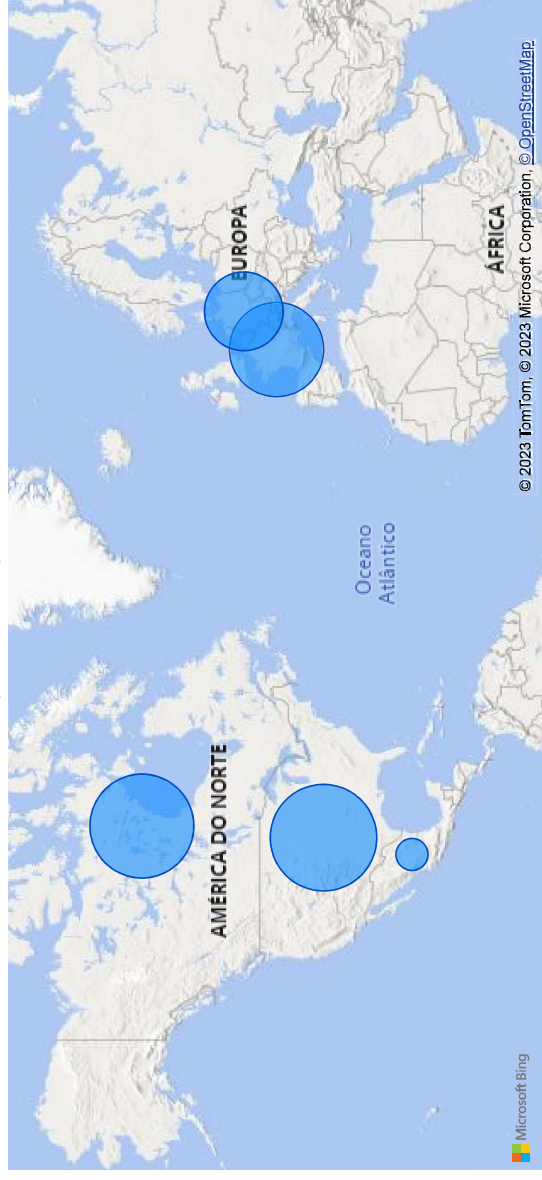 EUROPA
ÁFRICA
AMÉRICA DO NORTE
Oceano
Atlântico
Microsoft Bing
© 2023 TomTom, © 2023 Microsoft Corporation, © OpenStreetMap